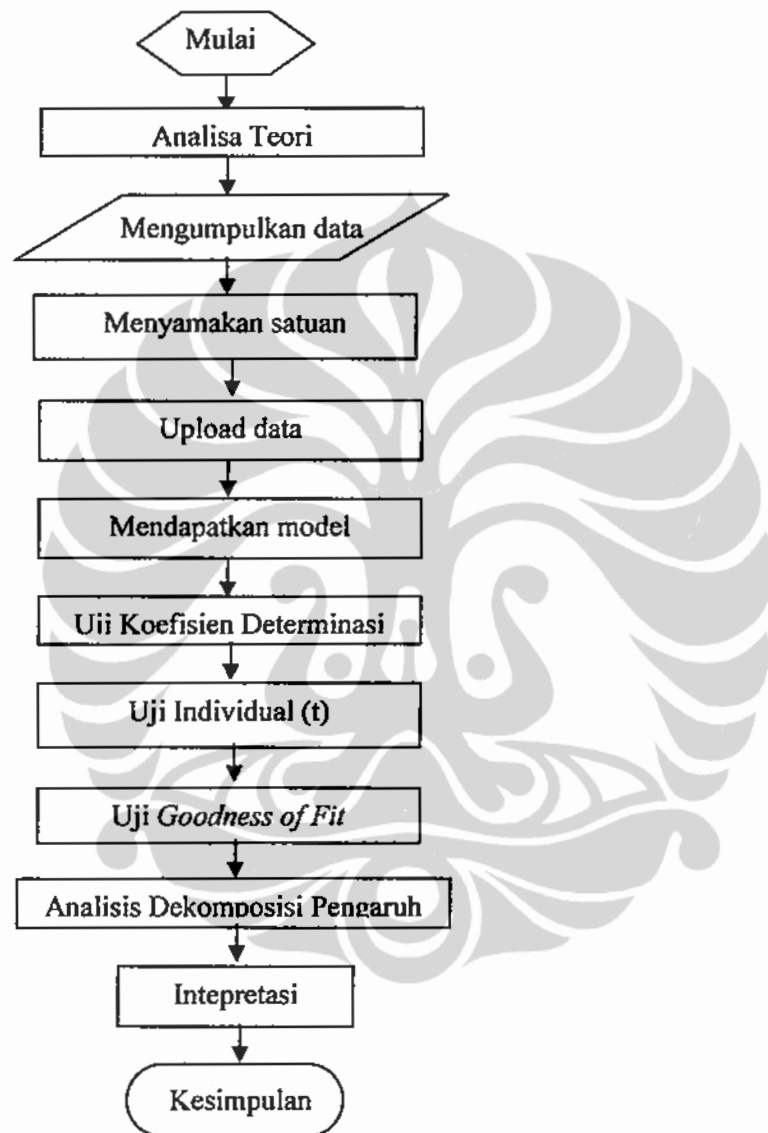 Mulai
Analisa Teori
Mengumpulkan data
Menyamakan satuan
Upload data
Mendapatkan model
Uji Koefisien Determinasi
Uji Individual (t)
Uji Goodness of Fit
Analisis Dekomposisi Pengaruh
Intepretasi
Kesimpulan